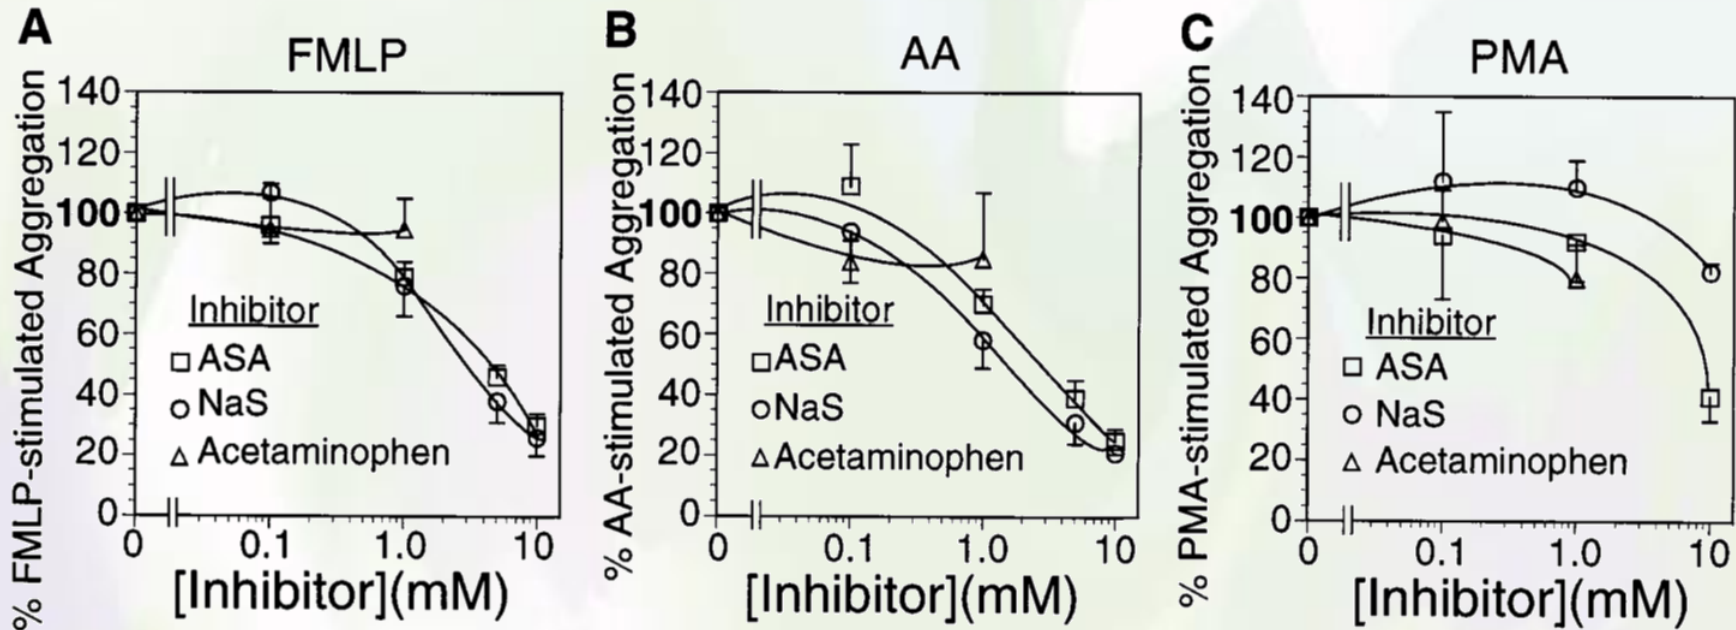 A
FMLP
% FMLP-stimulated Aggregation
140
120
100
80
60
40
20
0
Inhibitor
ASA
NaS
Acetaminophen
0 0.1 1.0 10
[Inhibitor](mM)
B
AA
% AA-stimulated Aggregation
140
120
100
80
60
40
20
0
Inhibitor
ASA
NaS
Acetaminophen
0 0.1 1.0 10
[Inhibitor](mM)
C
PMA
% PMA-stimulated Aggregation
140
120
100
80
60
40
20
0
Inhibitor
ASA
NaS
Acetaminophen
0 0.1 1.0 10
[Inhibitor](mM)